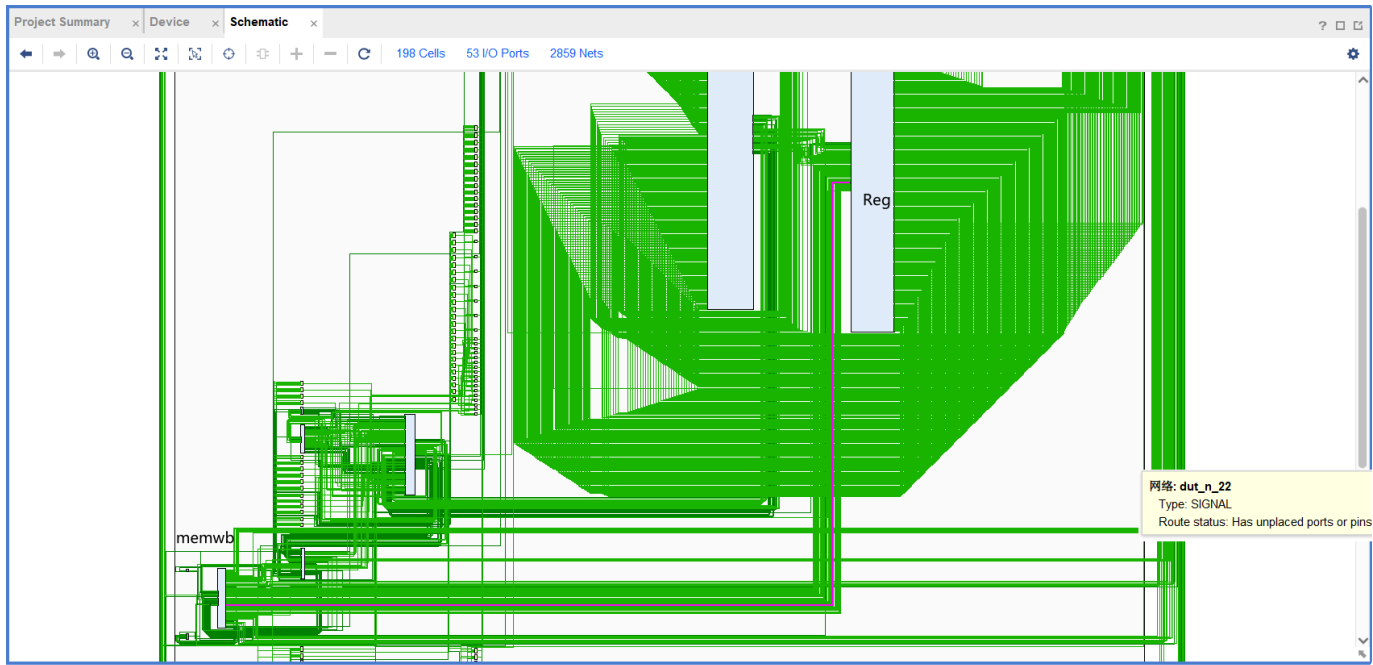 Project Summary × Device × Schematic ×
? 
198 Cells 53 I/O Ports 2859 Nets
Reg
网络: dut_n_22
Type: SIGNAL
Route status: Has unplaced ports or pins
memwb